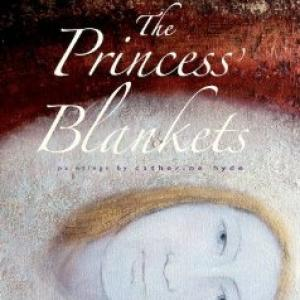 The
Princess'
Blankets
paintings by catherine hyde